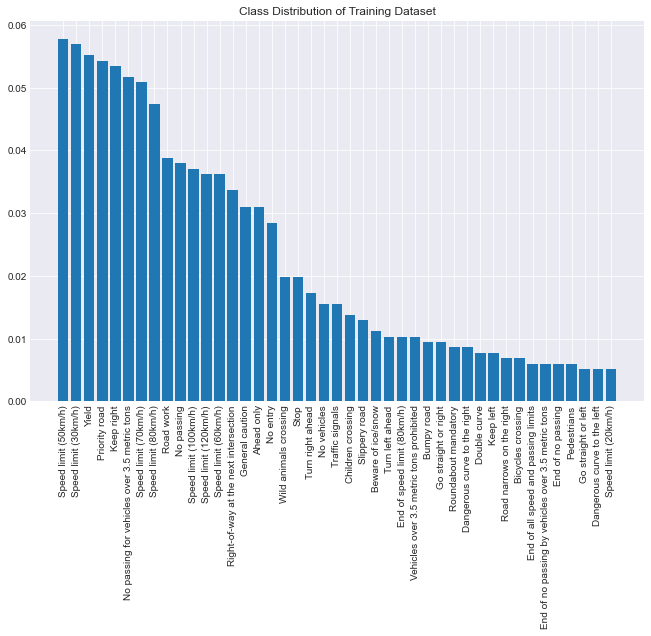 Class Distribution of Training Dataset
0.06
0.05
0.04
0.03
0.02
0.01
0.00
Speed limit (50km/h)
Speed limit (30km/h)
Yield
Priority road
Keep right
No passing for vehicles over 3.5 metric tons
Speed limit (70km/h)
Speed limit (80km/h)
Road work
No passing
Speed limit (100km/h)
Speed limit (120km/h)
Speed limit (60km/h)
Right-of-way at the next intersection
General caution
Ahead only
No entry
Wild animals crossing
Stop
Turn right ahead
No vehicles
Traffic signals
Children crossing
Slippery road
Beware of ice/snow
Turn left ahead
End of speed limit (80km/h)
Vehicles over 3.5 metric tons prohibited
Bumpy road
Go straight or right
Roundabout mandatory
Dangerous curve to the right
Double curve
Keep left
Road narrows on the right
Bicycles crossing
End of all speed and passing limits
End of no passing by vehicles over 3.5 metric tons
End of no passing
Pedestrians
Go straight or left
Dangerous curve to the left
Speed limit (20km/h)